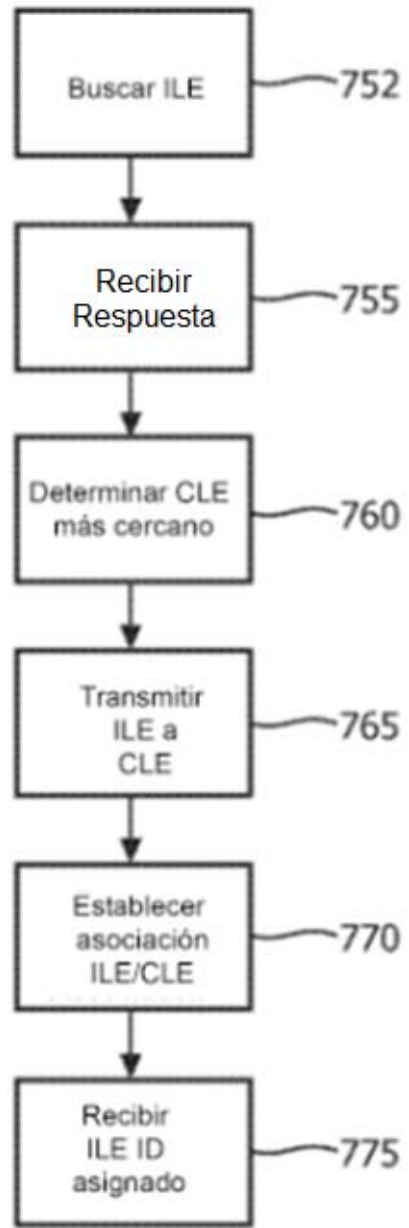 Buscar ILE
752
Recibir
Respuesta
755
Determinar CLE
más cercano
760
Transmitir
ILE a
CLE
765
Establecer
asociación
ILE/CLE
770
Recibir
ILE ID
asignado
775